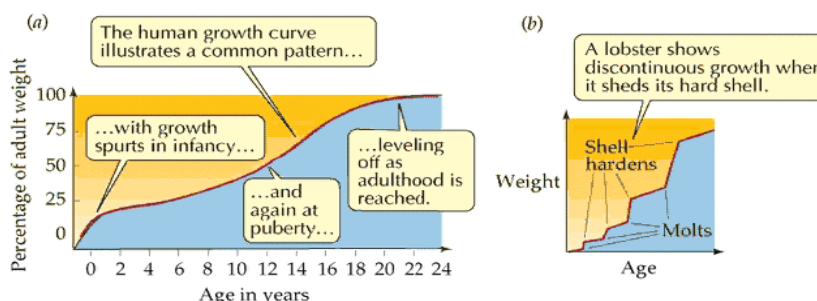 (a)
The human growth curve
illustrates a common pattern...
Percentage of adult weight
100
75
50
25
0
...with growth
spurts in infancy...
...and
again at
puberty...
...leveling
off as
adulthood is
reached.
0 2 4 6 8 10 12 14 16 18 20 21 22 24
Age in years
(b)
A lobster shows
discontinuous growth when
it sheds its hard shell.
Weight
Shell
hardens
Molts
Age